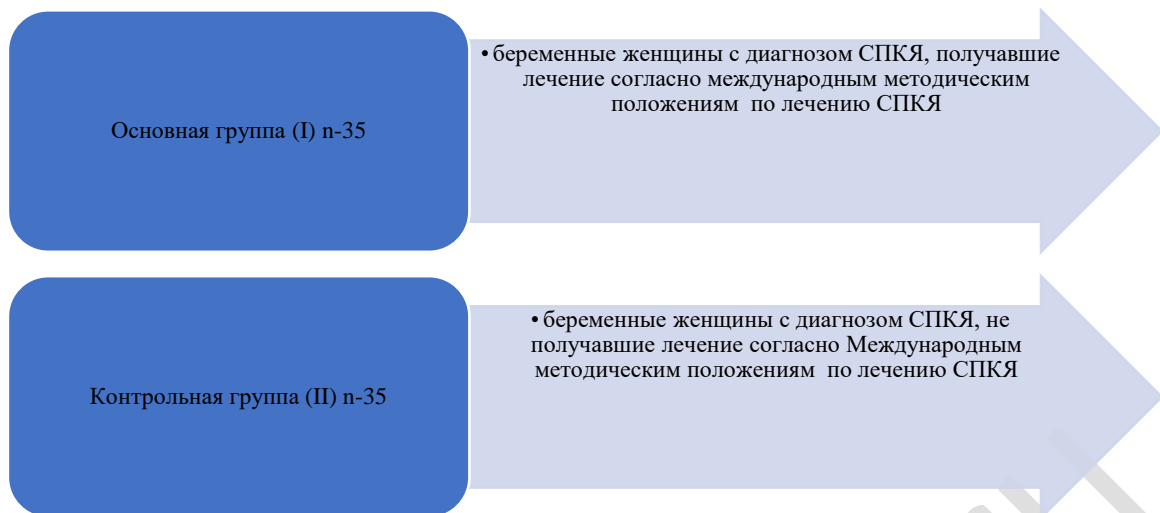 Основная группа (I) n-35
• беременные женщины с диагнозом СПКЯ, получавшие
лечение согласно международным методическим
положениям по лечению СПКЯ
Контрольная группа (II) n-35
• беременные женщины с диагнозом СПКЯ, не
получавшие лечение согласно Международным
методическим положениям по лечению СПКЯ